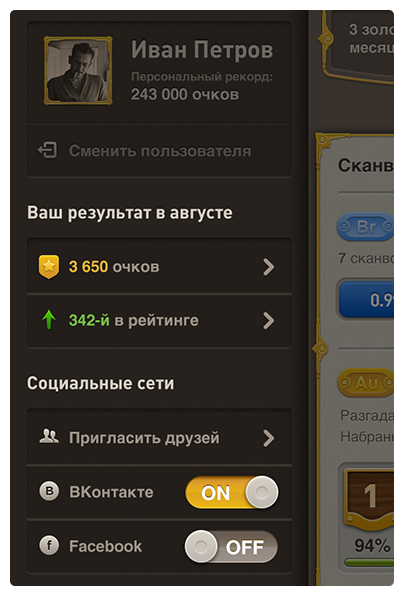 Иван Петров
Персональный рекорд:
243 000 очков
Сменить пользователя
Ваш результат в августе
3 650 очков
342-й в рейтинге
Социальные сети
Пригласить друзей
B ВКонтакте ON
f Facebook OFF
3 золо
месяц
Сканв
Br
7 сканво
0.9
Au
Разгада
Набранн
1
94%